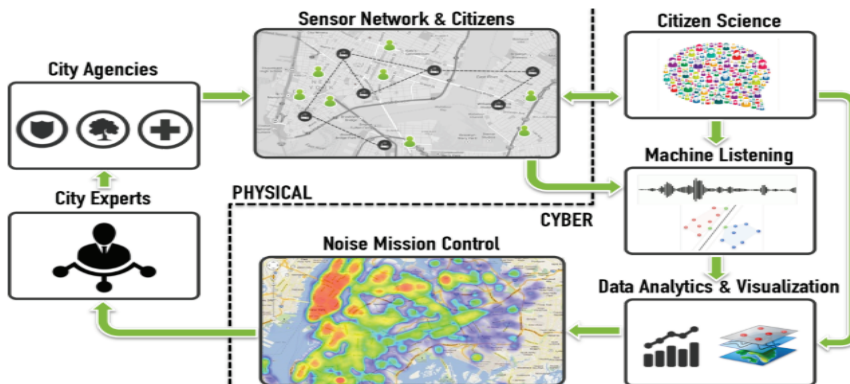 Sensor Network & Citizens
Citizen Science
City Agencies
Machine Listening
City Experts
PHYSICAL
CYBER
Noise Mission Control
Data Analytics & Visualization